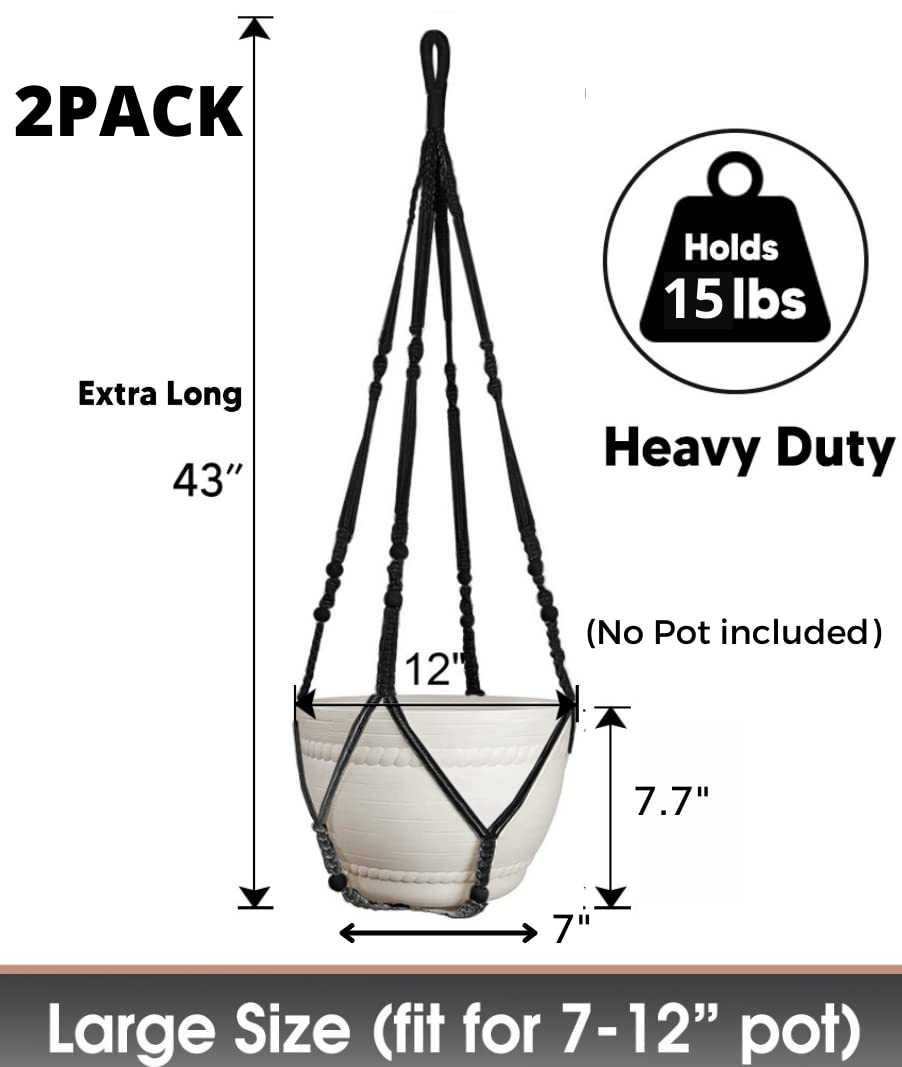 2PACK
Holds
15 lbs
Extra Long
Heavy Duty
43”
(No Pot included)
12"
7.7"
7"
Large Size (fit for 7-12” pot)